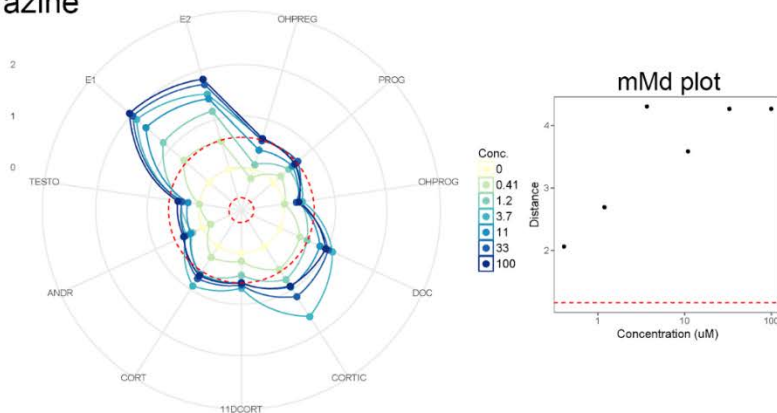 azine
E2
OHPREG
PROG
OHPROG
DOC
CORTIC
11DCORT
CORT
ANDR
TESTO
E1
2
1
0
Conc.
0
0.41
1.2
3.7
11
33
100
mMd plot
Distance
4
3
2
1
10
100
Concentration (uM)